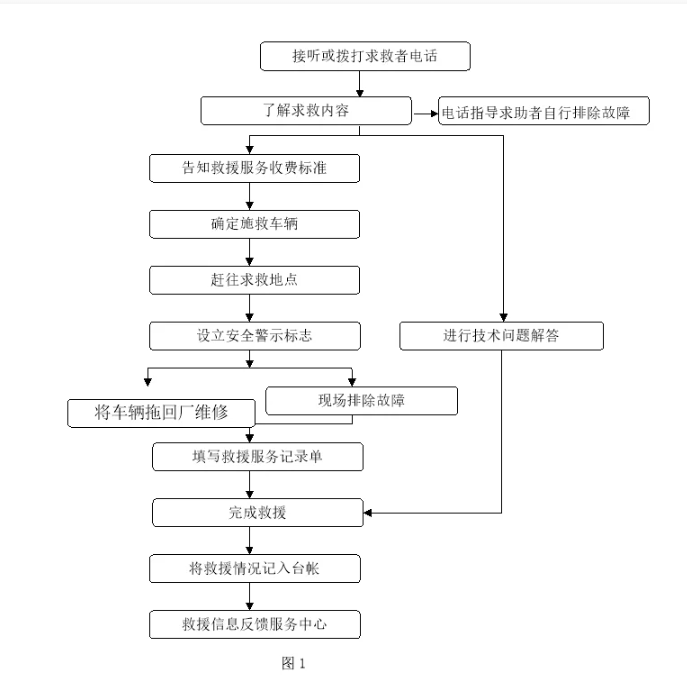 接听或拨打求救者电话
了解求救内容
电话指导求助者自行排除故障
告知救援服务收费标准
确定施救车辆
赶往求救地点
设立安全警示标志
进行技术问题解答
将车辆拖回厂维修
现场排除故障
填写救援服务记录单
完成救援
将救援情况记入台帐
救援信息反馈服务中心
图 1